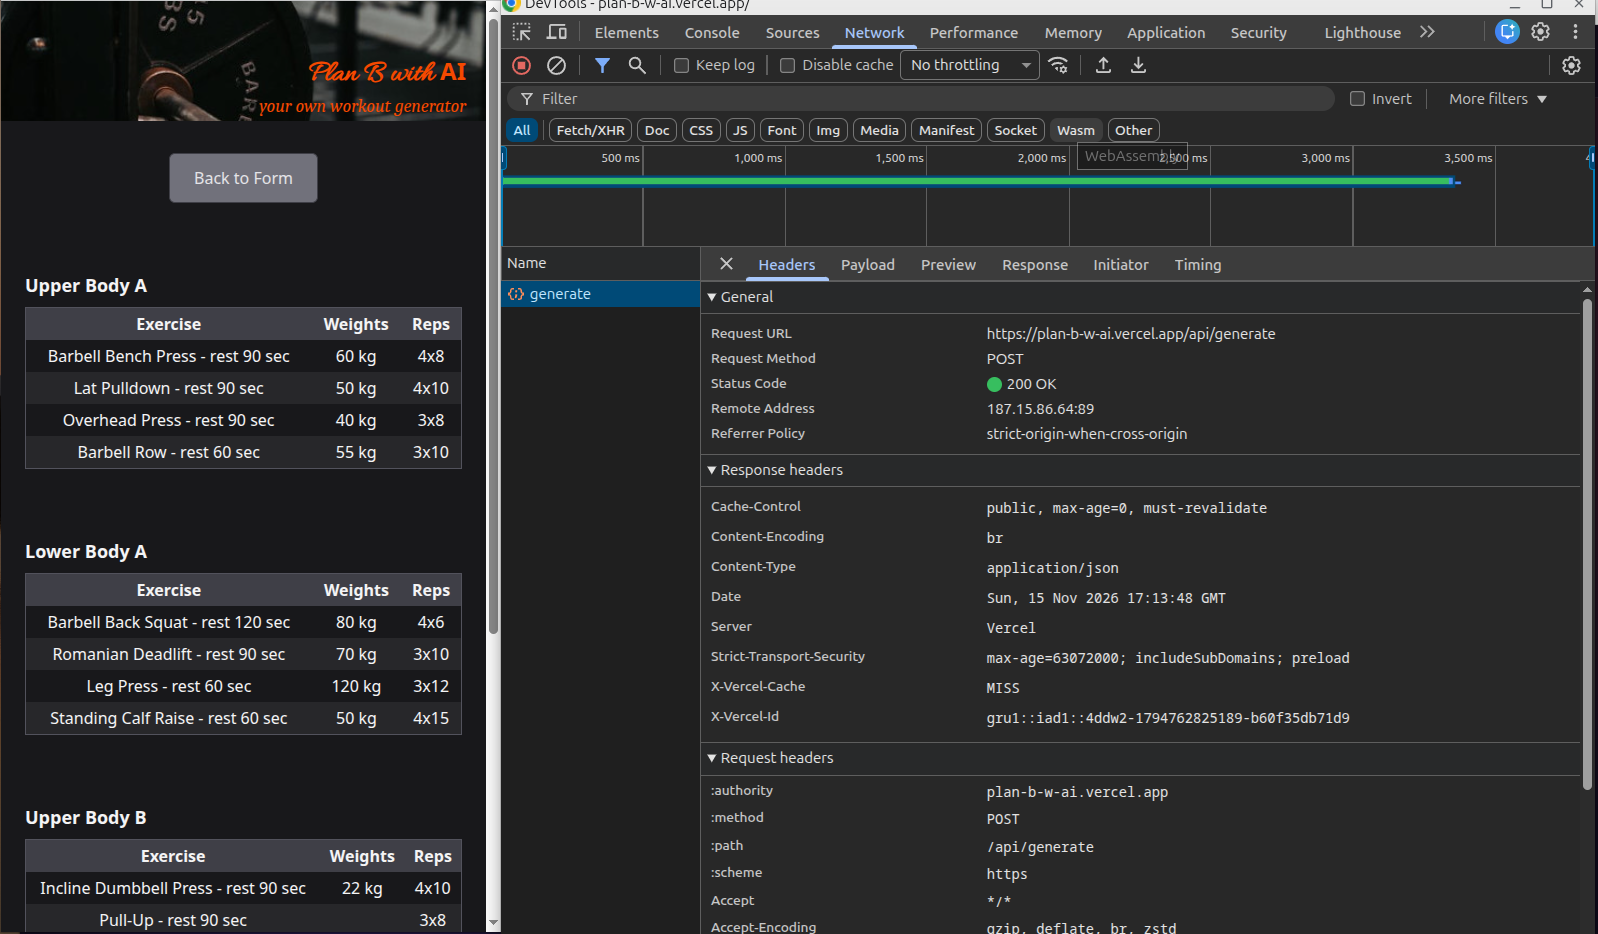 DevTools - plan-b-w-ai.vercel.app/
Plan B with AI
your own workout generator
Back to Form
Upper Body A
Exercise Weights Reps
Barbell Bench Press - rest 90 sec 60 kg 4x8
Lat Pulldown - rest 90 sec 50 kg 4x10
Overhead Press - rest 90 sec 40 kg 3x8
Barbell Row - rest 60 sec 55 kg 3x10
Lower Body A
Exercise Weights Reps
Barbell Back Squat - rest 120 sec 80 kg 4x6
Romanian Deadlift - rest 90 sec 70 kg 3x10
Leg Press - rest 60 sec 120 kg 3x12
Standing Calf Raise - rest 60 sec 50 kg 4x15
Upper Body B
Exercise Weights Reps
Incline Dumbbell Press - rest 90 sec 22 kg 4x10
Pull-Up - rest 90 sec 3x8
Elements Console Sources Network Performance Memory Application Security Lighthouse
Keep log Disable cache No throttling
Filter Invert More filters
All Fetch/XHR Doc CSS JS Font Img Media Manifest Socket Wasm Other
WebAssembly
500 ms 1,000 ms 1,500 ms 2,000 ms 2,500 ms 3,000 ms 3,500 ms
Name
generate
Headers Payload Preview Response Initiator Timing
General
Request URL https://plan-b-w-ai.vercel.app/api/generate
Request Method POST
Status Code 200 OK
Remote Address 187.15.86.64:89
Referrer Policy strict-origin-when-cross-origin
Response headers
Cache-Control public, max-age=0, must-revalidate
Content-Encoding br
Content-Type application/json
Date Sun, 15 Nov 2026 17:13:48 GMT
Server Vercel
Strict-Transport-Security max-age=63072000; includeSubDomains; preload
X-Vercel-Cache MISS
X-Vercel-Id gru1::iad1::4ddw2-1794762825189-b60f35db71d9
Request headers
:authority plan-b-w-ai.vercel.app
:method POST
:path /api/generate
:scheme https
Accept */*
Accept-Encoding gzip, deflate, br, zstd